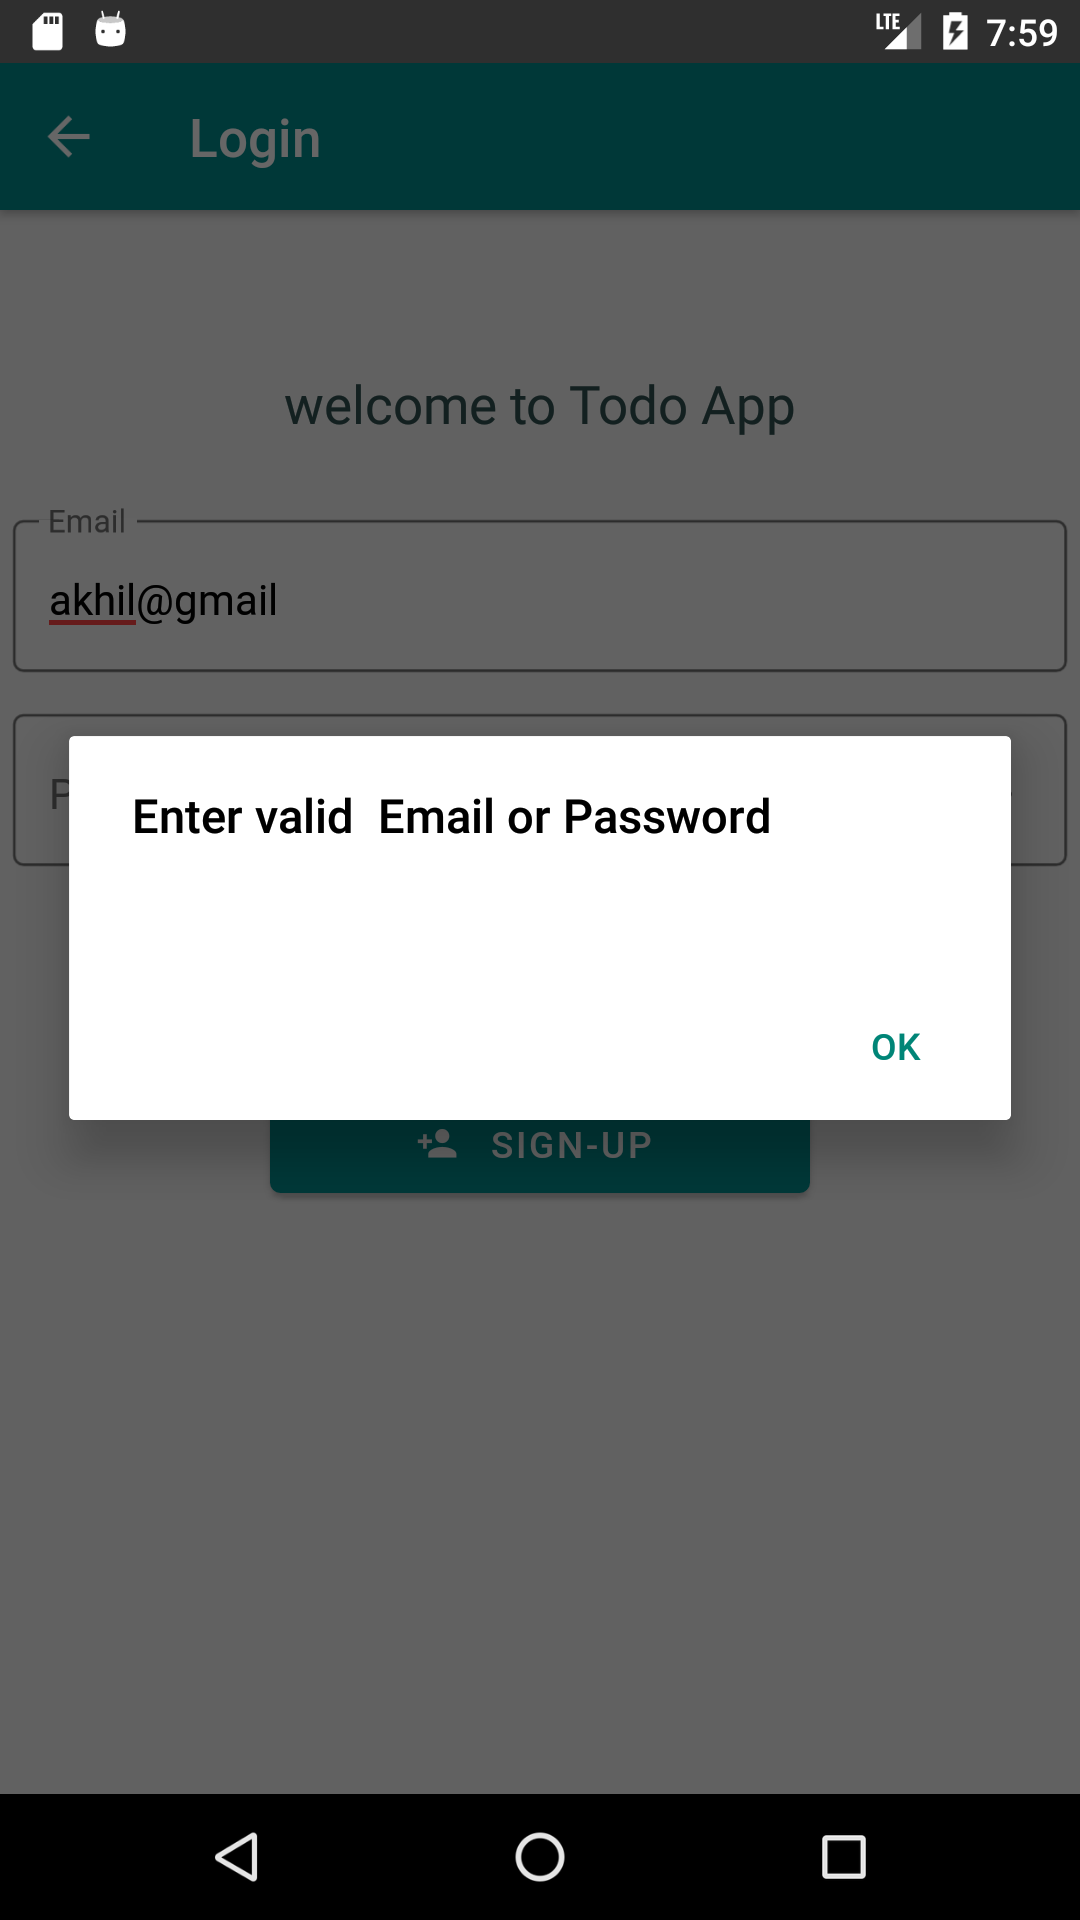 LTE 7:59
Login
welcome to Todo App
Email
akhil@gmail
Enter valid  Email or Password
OK
SIGN-UP